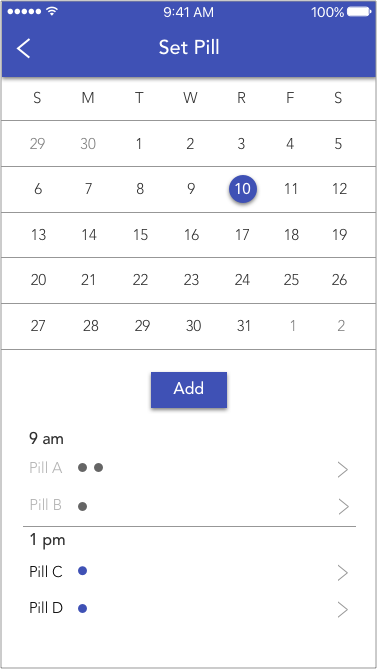 9:41 AM 100%
Set Pill
S M T W R F S
29 30 1 2 3 4 5
6 7 8 9 10 11 12
13 14 15 16 17 18 19
20 21 22 23 24 25 26
27 28 29 30 31 1 2
Add
9 am
Pill A
Pill B
1 pm
Pill C
Pill D